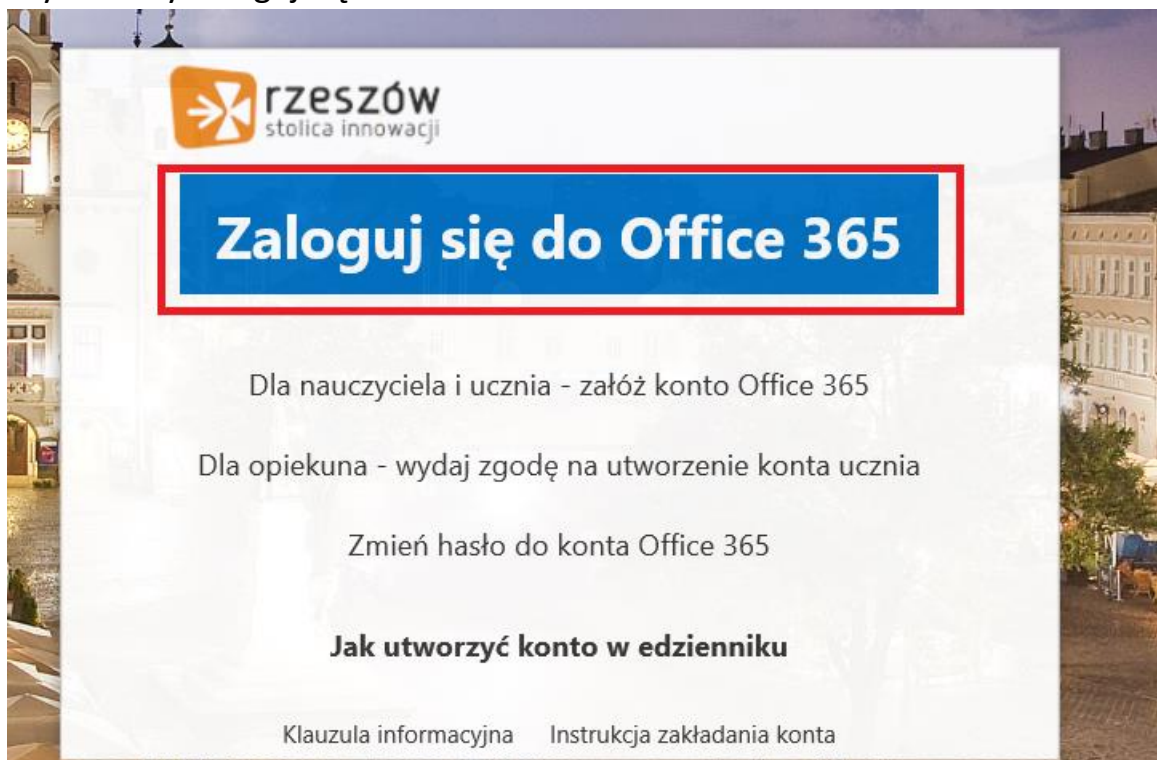 rzeszów
stolica innowacji
Zaloguj się do Office 365
Dla nauczyciela i ucznia - załóż konto Office 365
Dla opiekuna - wydaj zgodę na utworzenie konta ucznia
Zmień hasło do konta Office 365
Jak utworzyć konto w edzienniku
Klauzula informacyjna Instrukcja zakładania konta